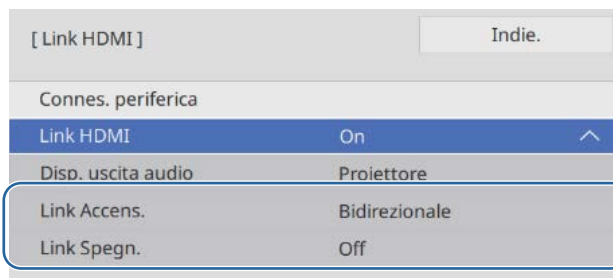 [ Link HDMI ] Indie.
Connes. periferica
Link HDMI On
Disp. uscita audio Proiettore
Link Accens. Bidirezionale
Link Spegn. Off